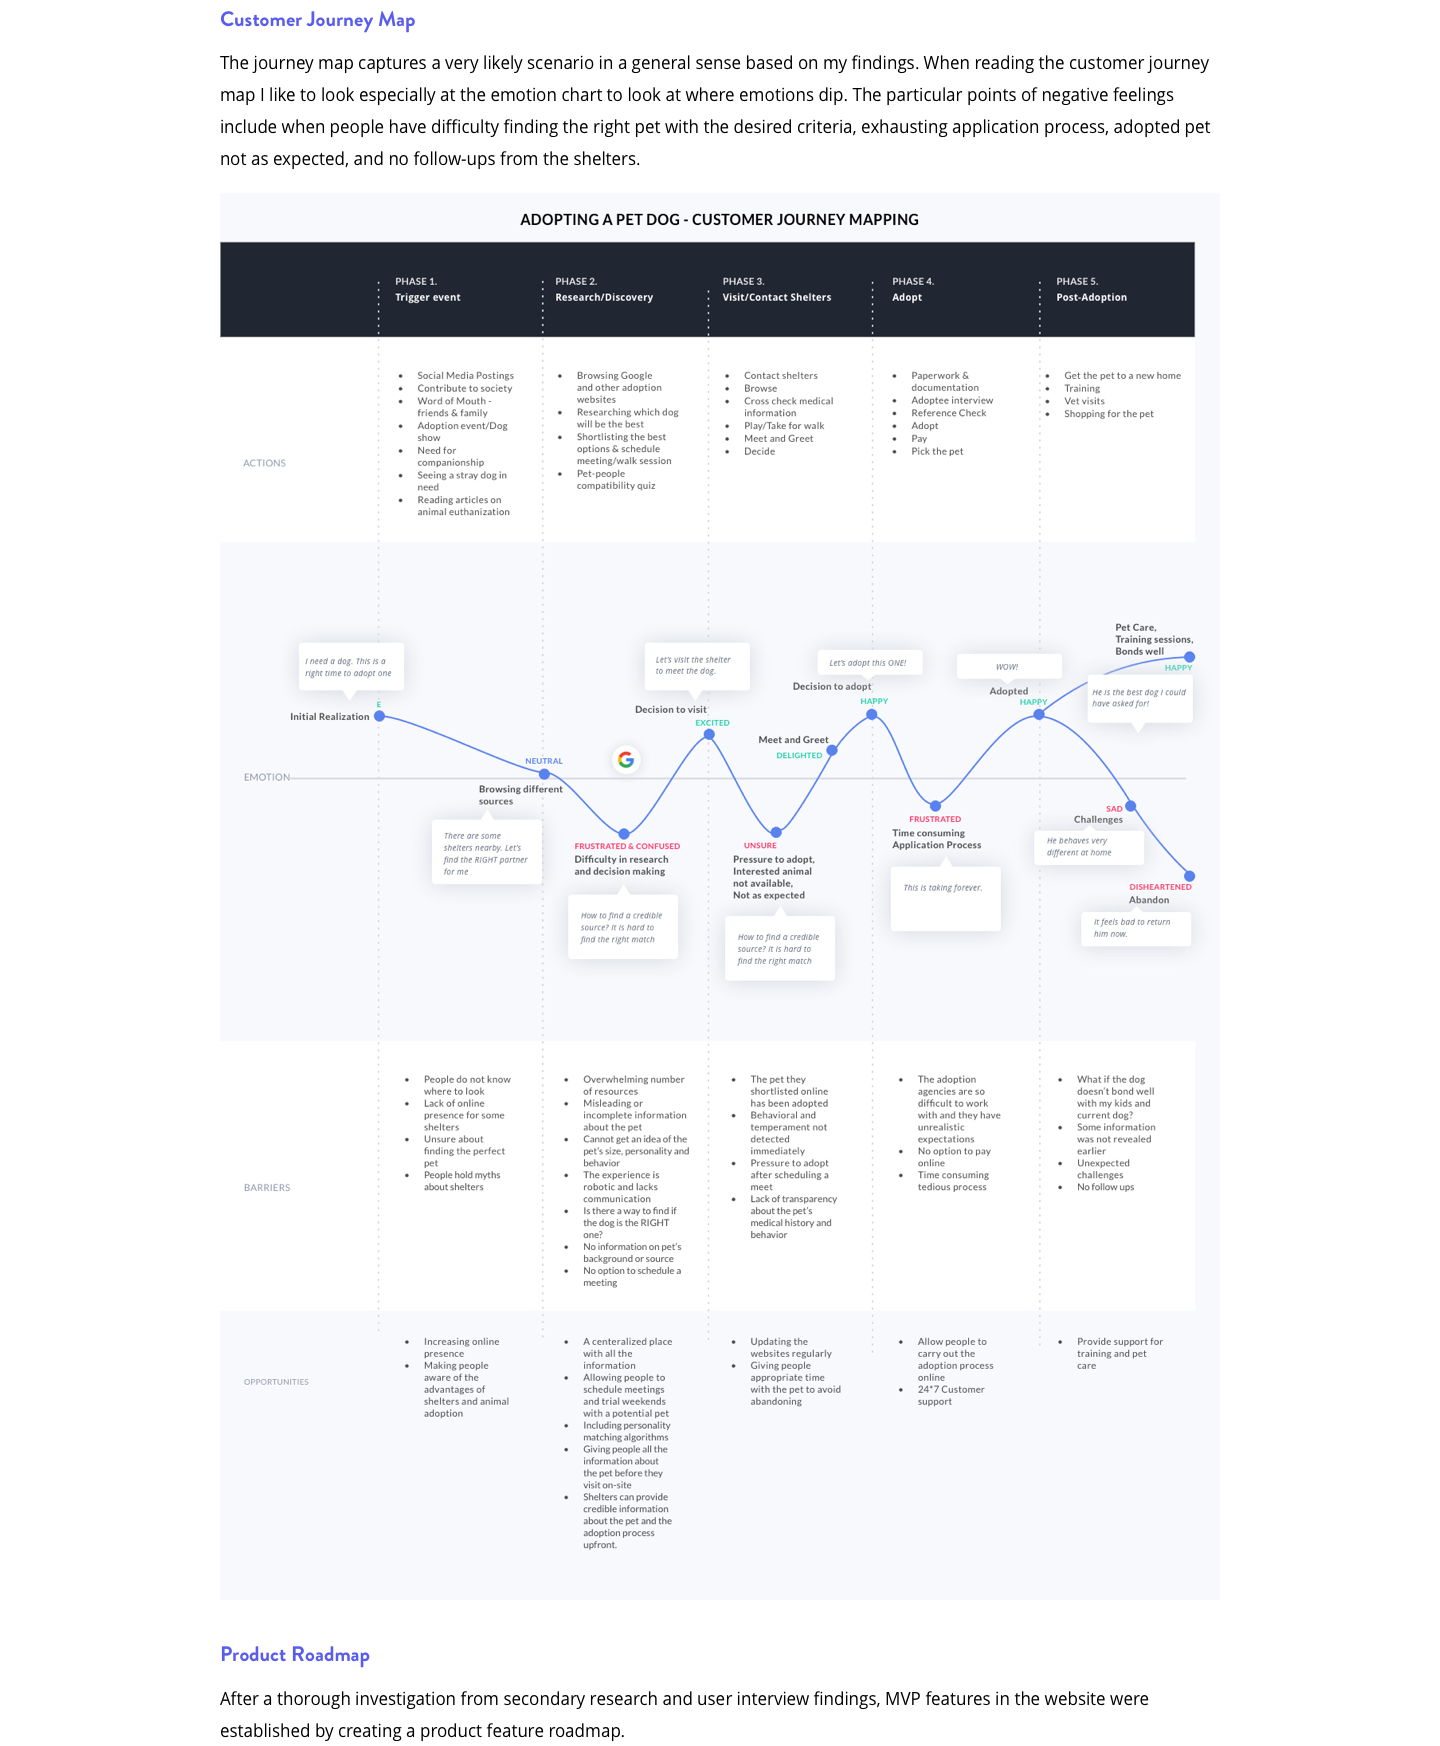 Customer Journey Map
The journey map captures a very likely scenario in a general sense based on my findings. When reading the customer journey
map I like to look especially at the emotion chart to look at where emotions dip. The particular points of negative feelings
include when people have difficulty finding the right pet with the desired criteria, exhausting application process, adopted pet
not as expected, and no follow-ups from the shelters.
ADOPTING A PET DOG - CUSTOMER JOURNEY MAPPING
PHASE 1.
Trigger event
PHASE 2.
Research/Discovery
PHASE 3.
Visit/Contact Shelters
PHASE 4.
Adopt
PHASE 5.
Post-Adoption
ACTIONS
• Social Media Postings
• Contribute to society
• Word of Mouth -
friends & family
• Adoption event/Dog
show
• Need for
companionship
• Seeing a stray dog in
need
• Reading articles on
animal euthanization
• Browsing Google
and other adoption
websites
• Researching which dog
will be the best
• Shortlisting the best
options & schedule
meeting/walk session
• Pet-people
compatibility quiz
• Contact shelters
• Browse
• Cross check medical
information
• Play/Take for walk
• Meet and Greet
• Decide
• Paperwork &
documentation
• Adoptee interview
• Reference Check
• Adopt
• Pay
• Pick the pet
• Get the pet to a new home
• Training
• Vet visits
• Shopping for the pet
EMOTION
I need a dog. This is a
right time to adopt one
E
Initial Realization
NEUTRAL
Browsing different
sources
There are some
shelters nearby. Let's
find the RIGHT partner
for me
G
FRUSTRATED & CONFUSED
Difficulty in research
and decision making
How to find a credible
source? It is hard to
find the right match
Let's visit the shelter
to meet the dog.
Decision to visit
EXCITED
UNSURE
Pressure to adopt,
Interested animal
not available,
Not as expected
How to find a credible
source? It is hard to
find the right match
Meet and Greet
DELIGHTED
Let's adopt this ONE!
Decision to adopt
HAPPY
FRUSTRATED
Time consuming
Application Process
This is taking forever.
WOW!
Adopted
HAPPY
Pet Care,
Training sessions,
Bonds well
HAPPY
He is the best dog I could
have asked for!
SAD
Challenges
He behaves very
different at home
DISHEARTENED
Abandon
It feels bad to return
him now.
BARRIERS
• People do not know
where to look
• Lack of online
presence for some
shelters
• Unsure about
finding the perfect
pet
• People hold myths
about shelters
• Overwhelming number
of resources
• Misleading or
incomplete information
about the pet
• Cannot get an idea of the
pet's size, personality and
behavior
• The experience is
robotic and lacks
communication
• Is there a way to find if
the dog is the RIGHT
one?
• No information on pet's
background or source
• No option to schedule a
meeting
• The pet they
shortlisted online
has been adopted
• Behavioral and
temperament not
detected
immediately
• Pressure to adopt
after scheduling a
meet
• Lack of transparency
about the pet's
medical history and
behavior
• The adoption
agencies are so
difficult to work
with and they have
unrealistic
expectations
• No option to pay
online
• Time consuming
tedious process
• What if the dog
doesn't bond well
with my kids and
current dog?
• Some information
was not revealed
earlier
• Unexpected
challenges
• No follow ups
OPPORTUNITIES
• Increasing online
presence
• Making people
aware of the
advantages of
shelters and animal
adoption
• A centeralized place
with all the
information
• Allowing people to
schedule meetings
and trial weekends
with a potential pet
• Including personality
matching algorithms
• Giving people all the
information about
the pet before they
visit on-site
• Shelters can provide
credible information
about the pet and the
adoption process
upfront.
• Updating the
websites regularly
• Giving people
appropriate time
with the pet to avoid
abandoning
• Allow people to
carry out the
adoption process
online
• 24*7 Customer
support
• Provide support for
training and pet
care
Product Roadmap
After a thorough investigation from secondary research and user interview findings, MVP features in the website were
established by creating a product feature roadmap.